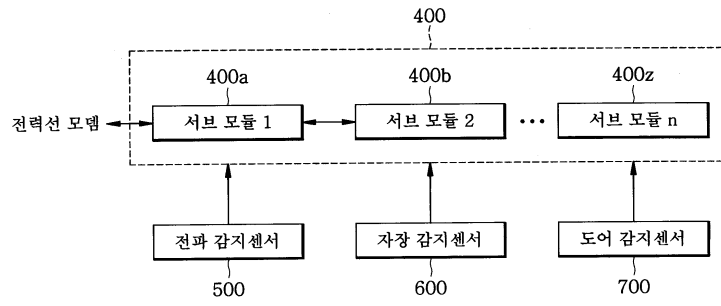 400
400a 400b 400z
전력선 모뎀 서브 모듈 1 서브 모듈 2 ··· 서브 모듈 n
전파 감지센서 자장 감지센서 도어 감지센서
500 600 700